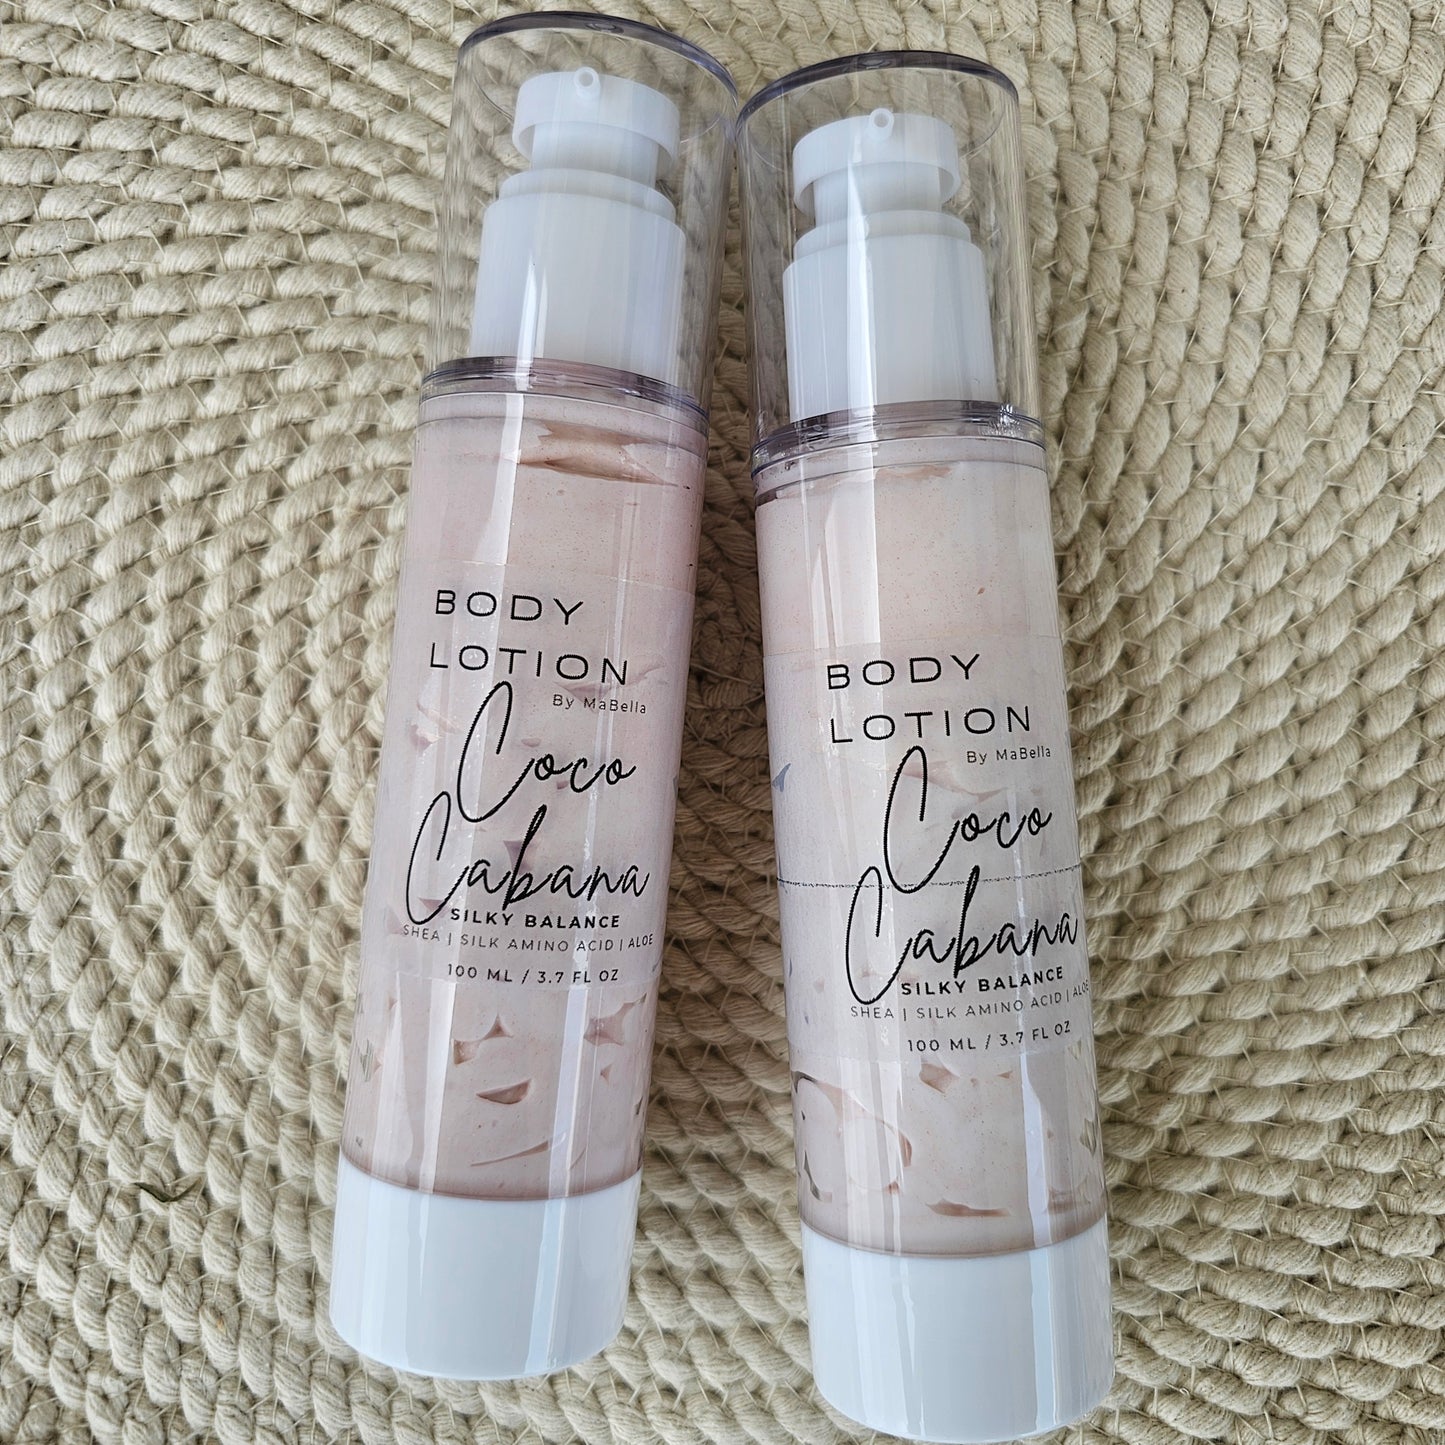 BODY
LOTION
By MaBella
Coco
Cabana
SILKY BALANCE
SHEA | SILK AMINO ACID | ALOE
100 ML / 3.7 FL OZ
BODY
LOTION
By MaBella
Coco
Cabana
SILKY BALANCE
SHEA | SILK AMINO ACID | ALOE
100 ML / 3.7 FL OZ